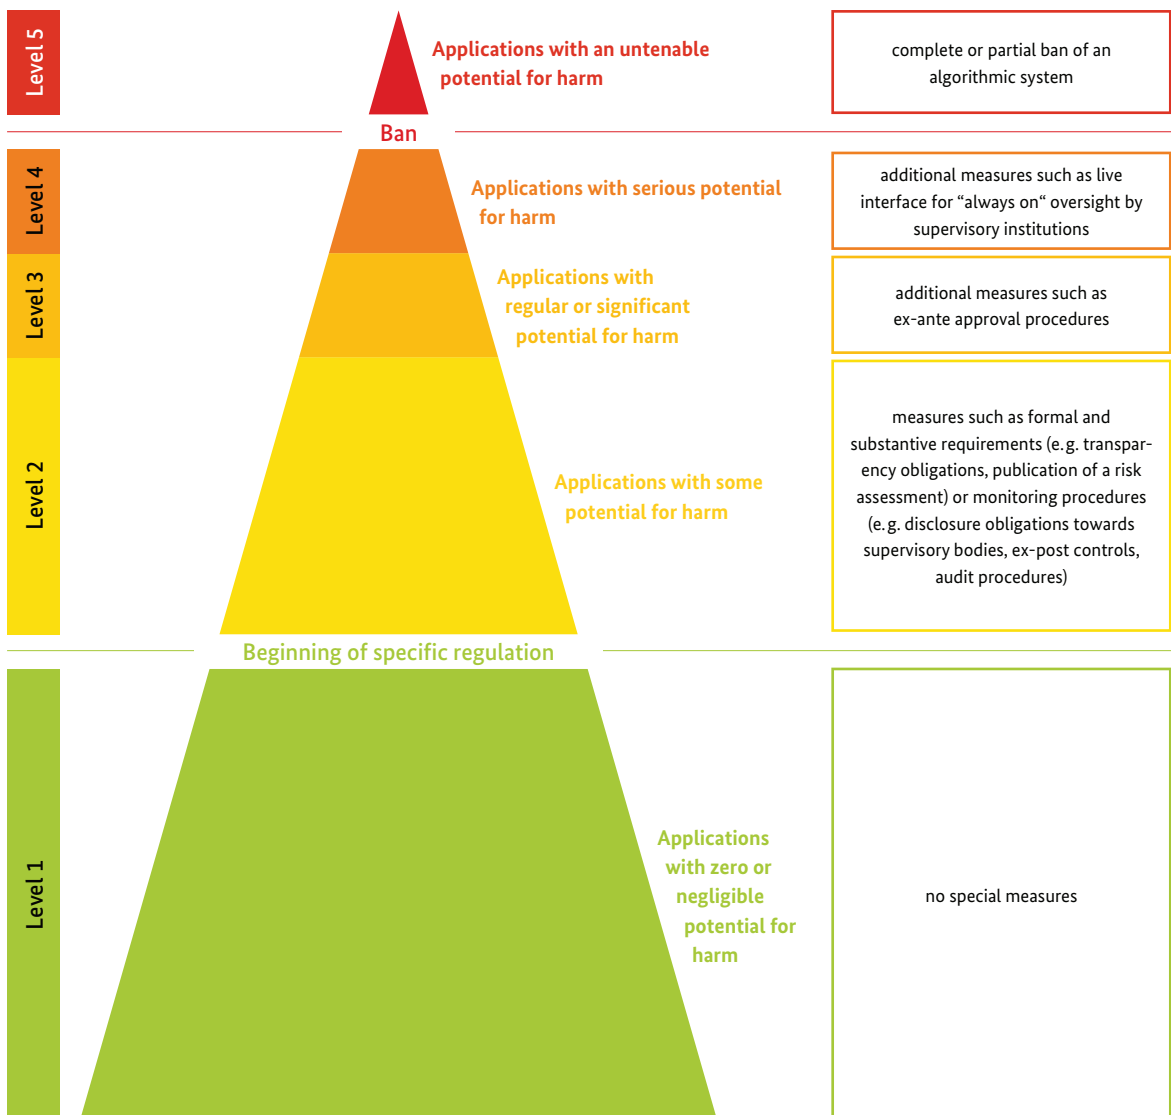 Level 5
Applications with an untenable
potential for harm
complete or partial ban of an
algorithmic system
Ban
Level 4
Applications with serious potential
for harm
additional measures such as live
interface for “always on“ oversight by
supervisory institutions
Level 3
Applications with
regular or significant
potential for harm
additional measures such as
ex-ante approval procedures
Level 2
Applications with some
potential for harm
measures such as formal and
substantive requirements (e.g. transpar-
ency obligations, publication of a risk
assessment) or monitoring procedures
(e.g. disclosure obligations towards
supervisory bodies, ex-post controls,
audit procedures)
Beginning of specific regulation
Level 1
Applications
with zero or
negligible
potential for
harm
no special measures